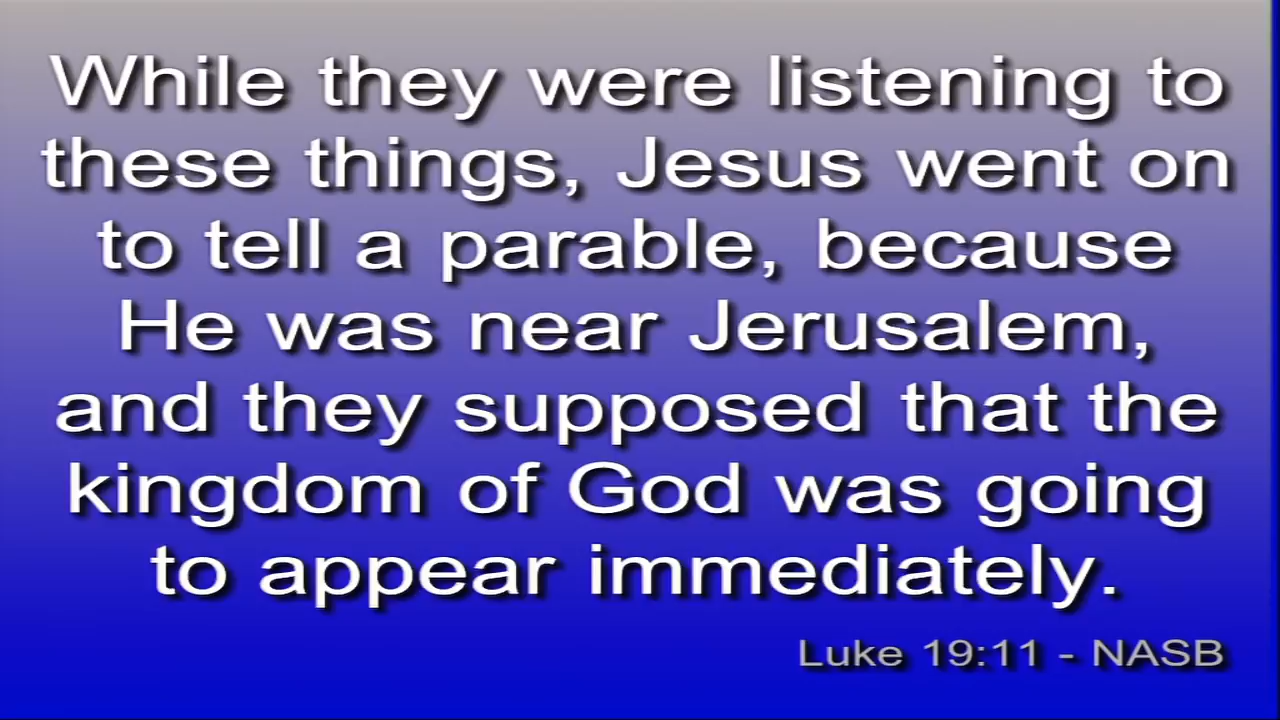 While they were listening to
these things, Jesus went on
to tell a parable, because
He was near Jerusalem,
and they supposed that the
kingdom of God was going
to appear immediately.
Luke 19:11 - NASB